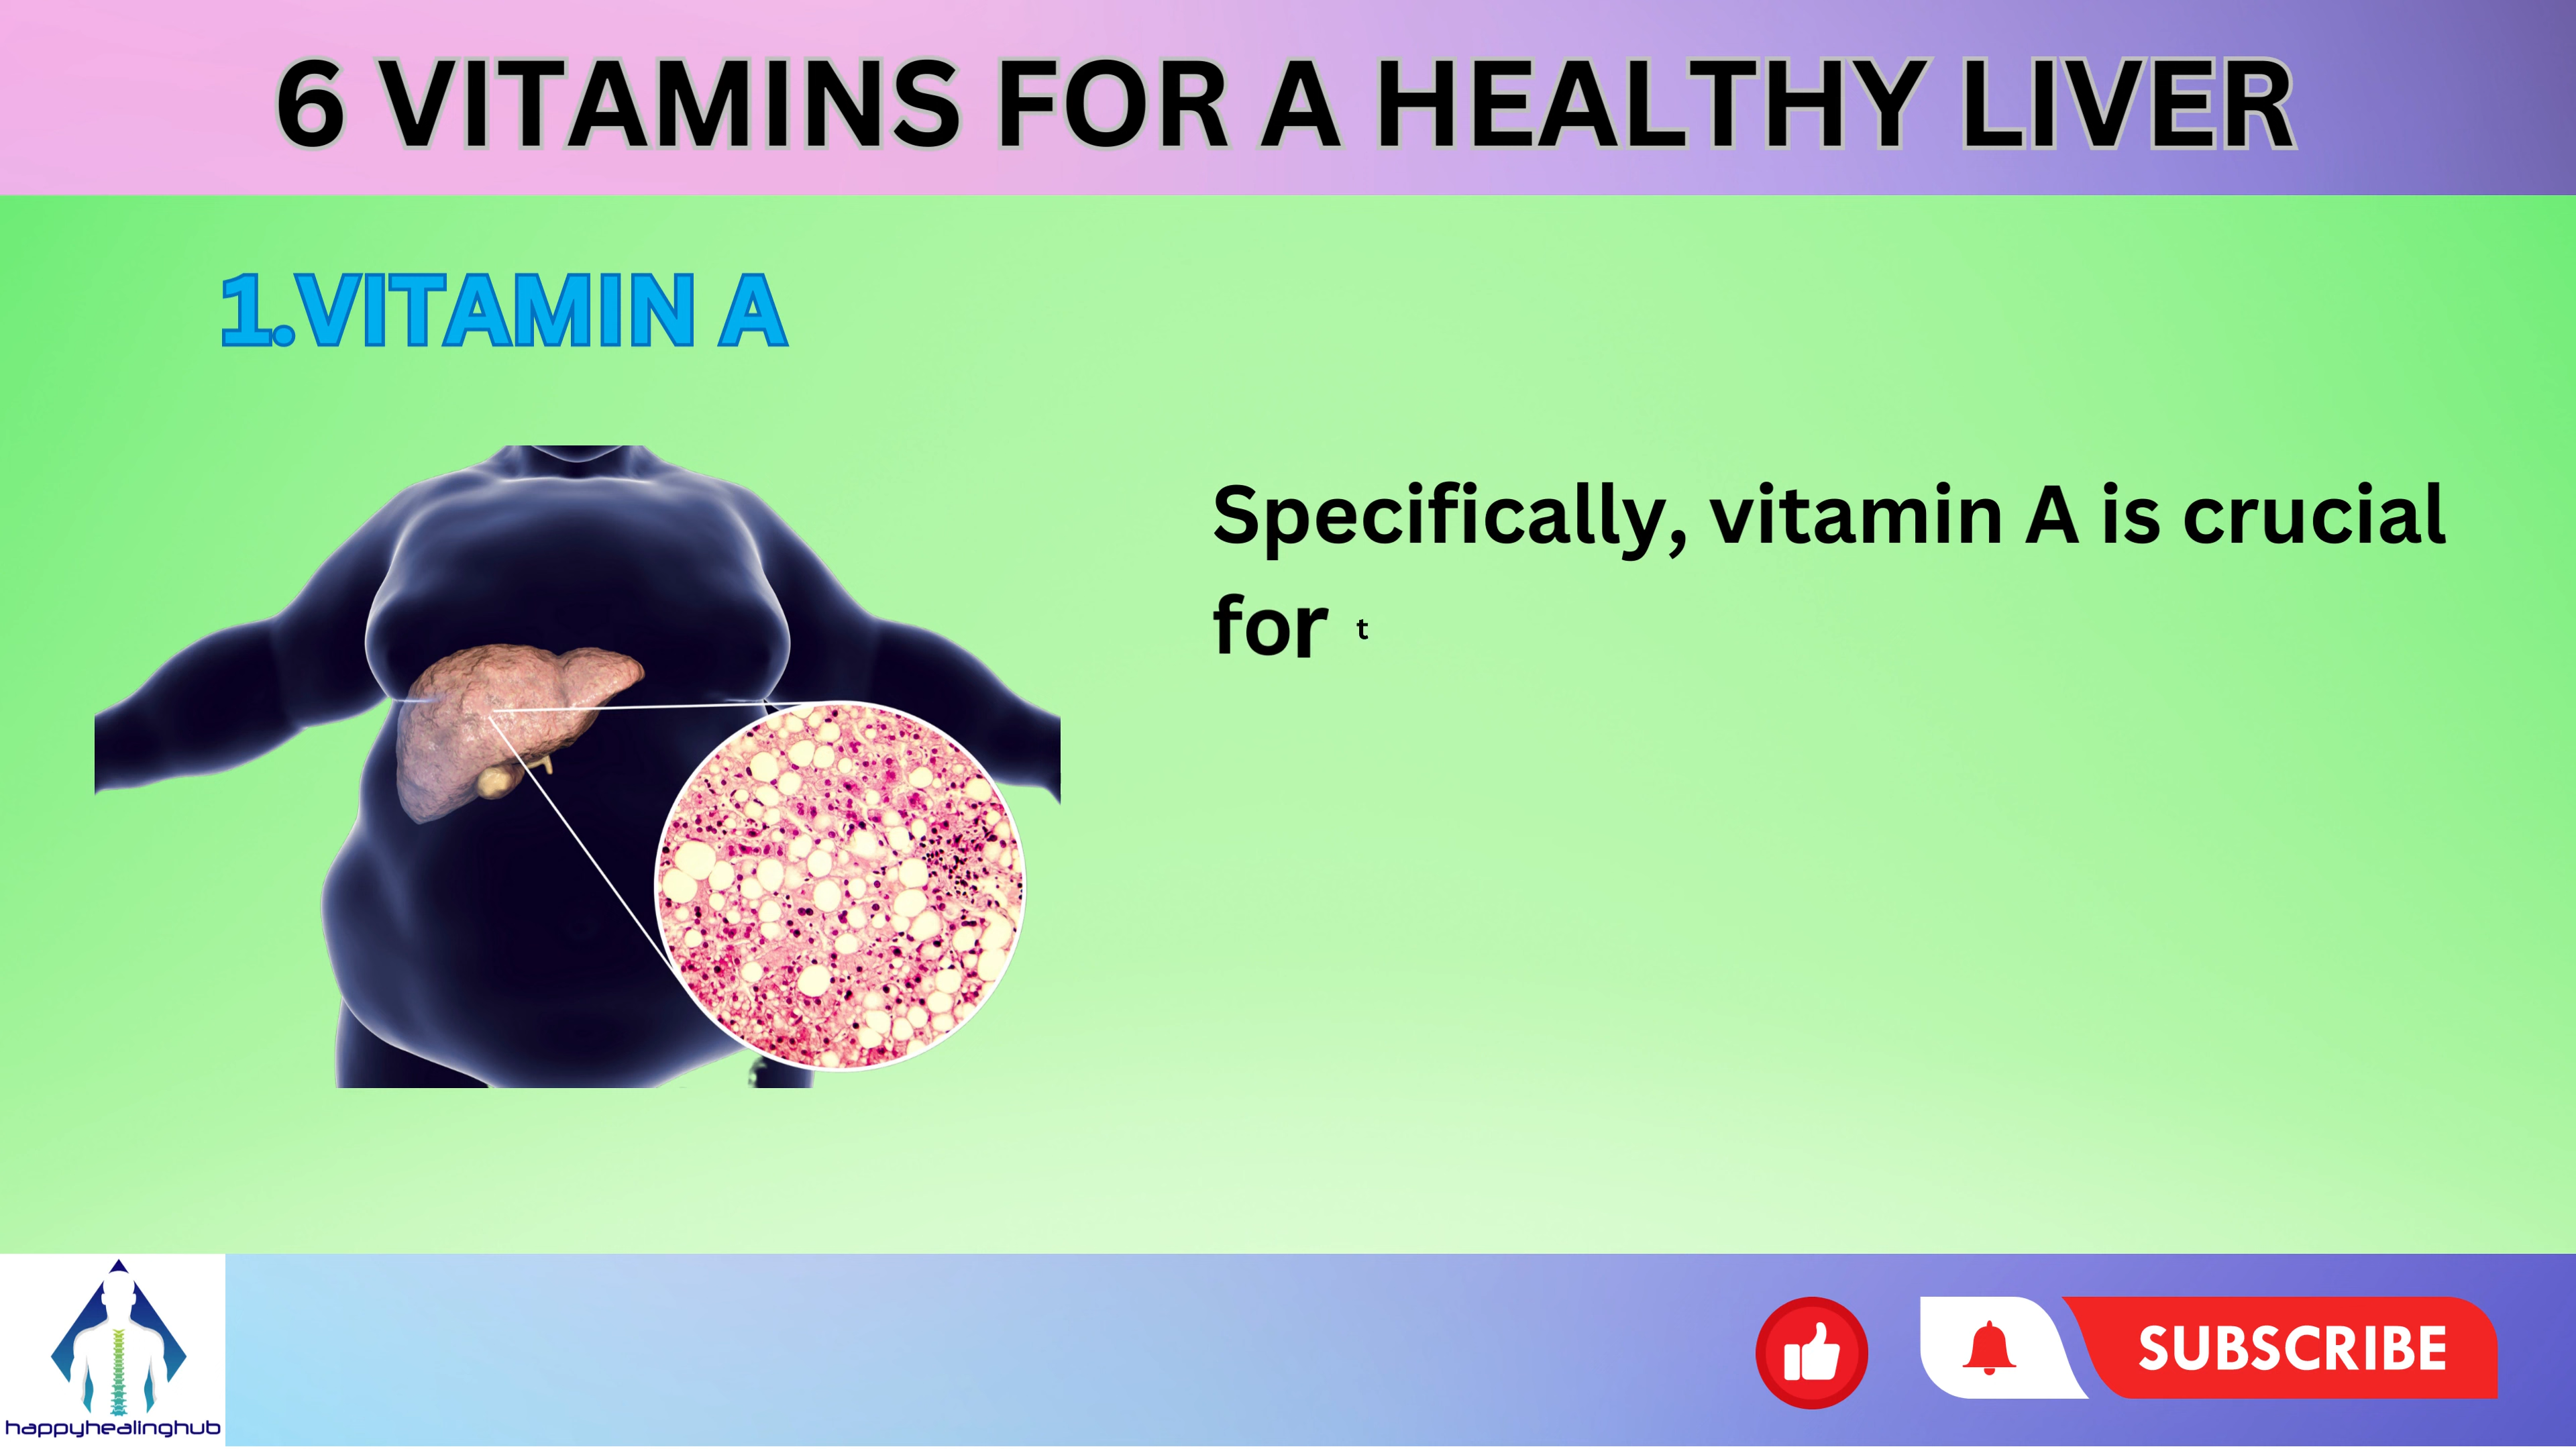 6 VITAMINS FOR A HEALTHY LIVER
1.VITAMIN A
Specifically, vitamin A is crucial
for t
happyhealinghub
SUBSCRIBE